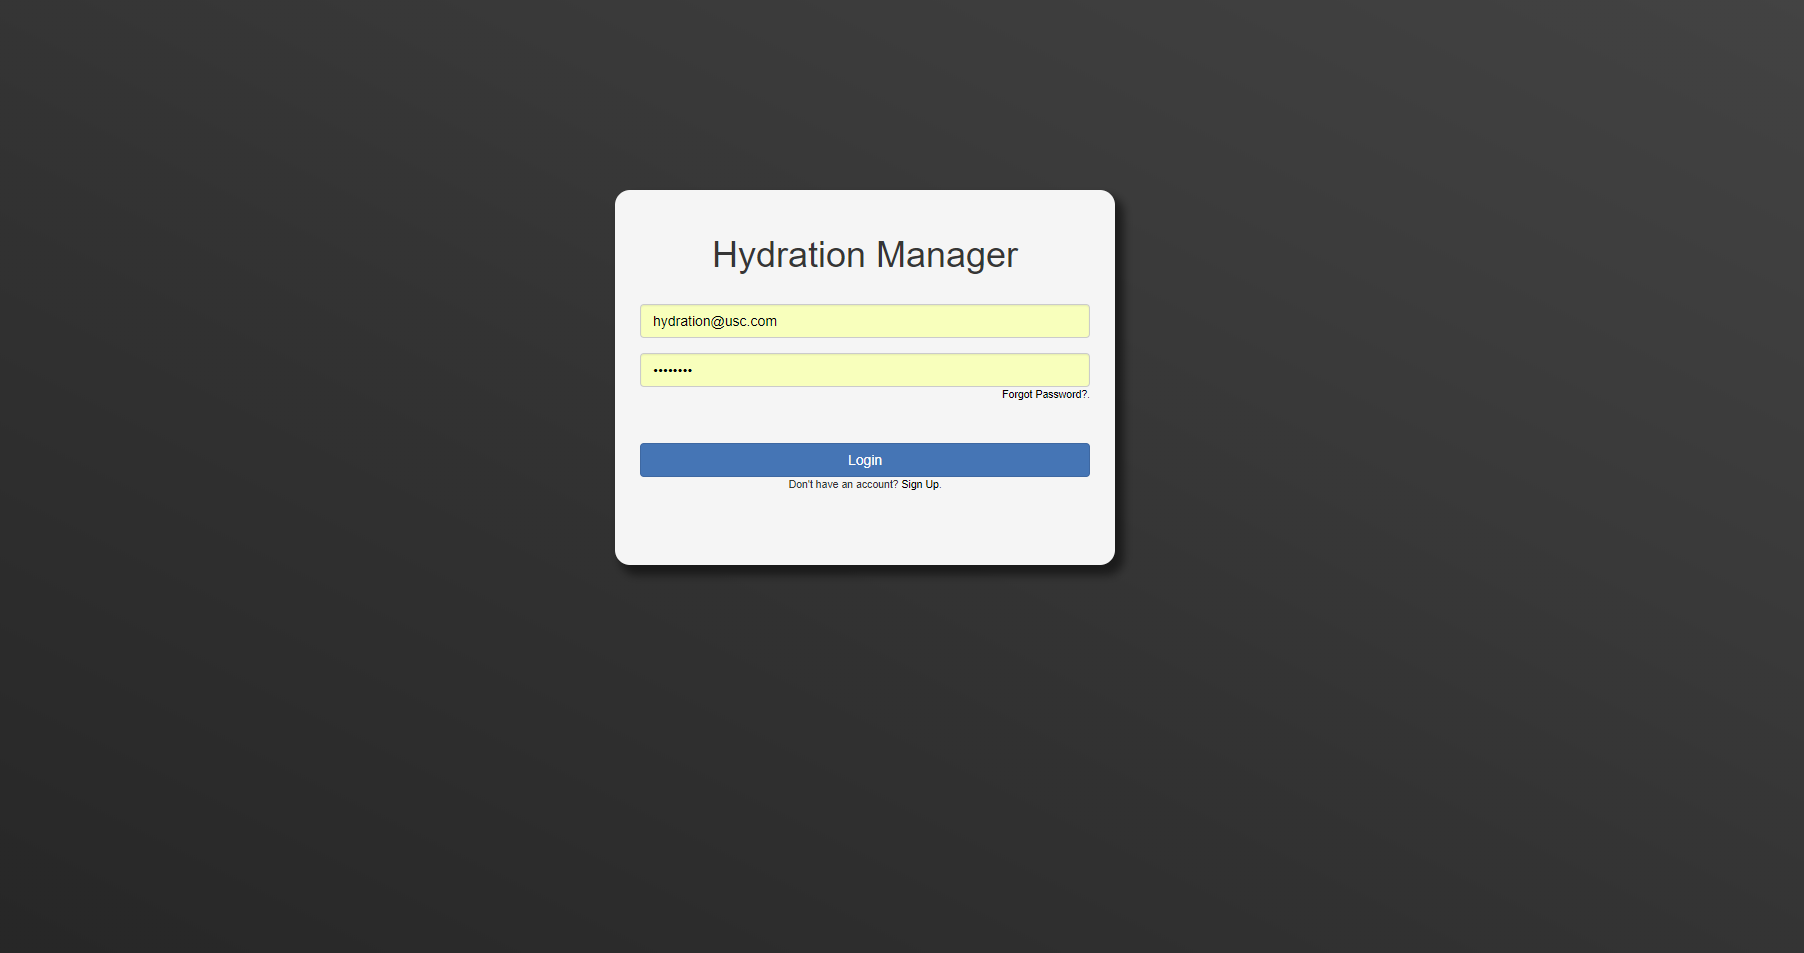 Hydration Manager
hydration@usc.com
••••••••
Forgot Password?.
Login
Don't have an account? Sign Up.